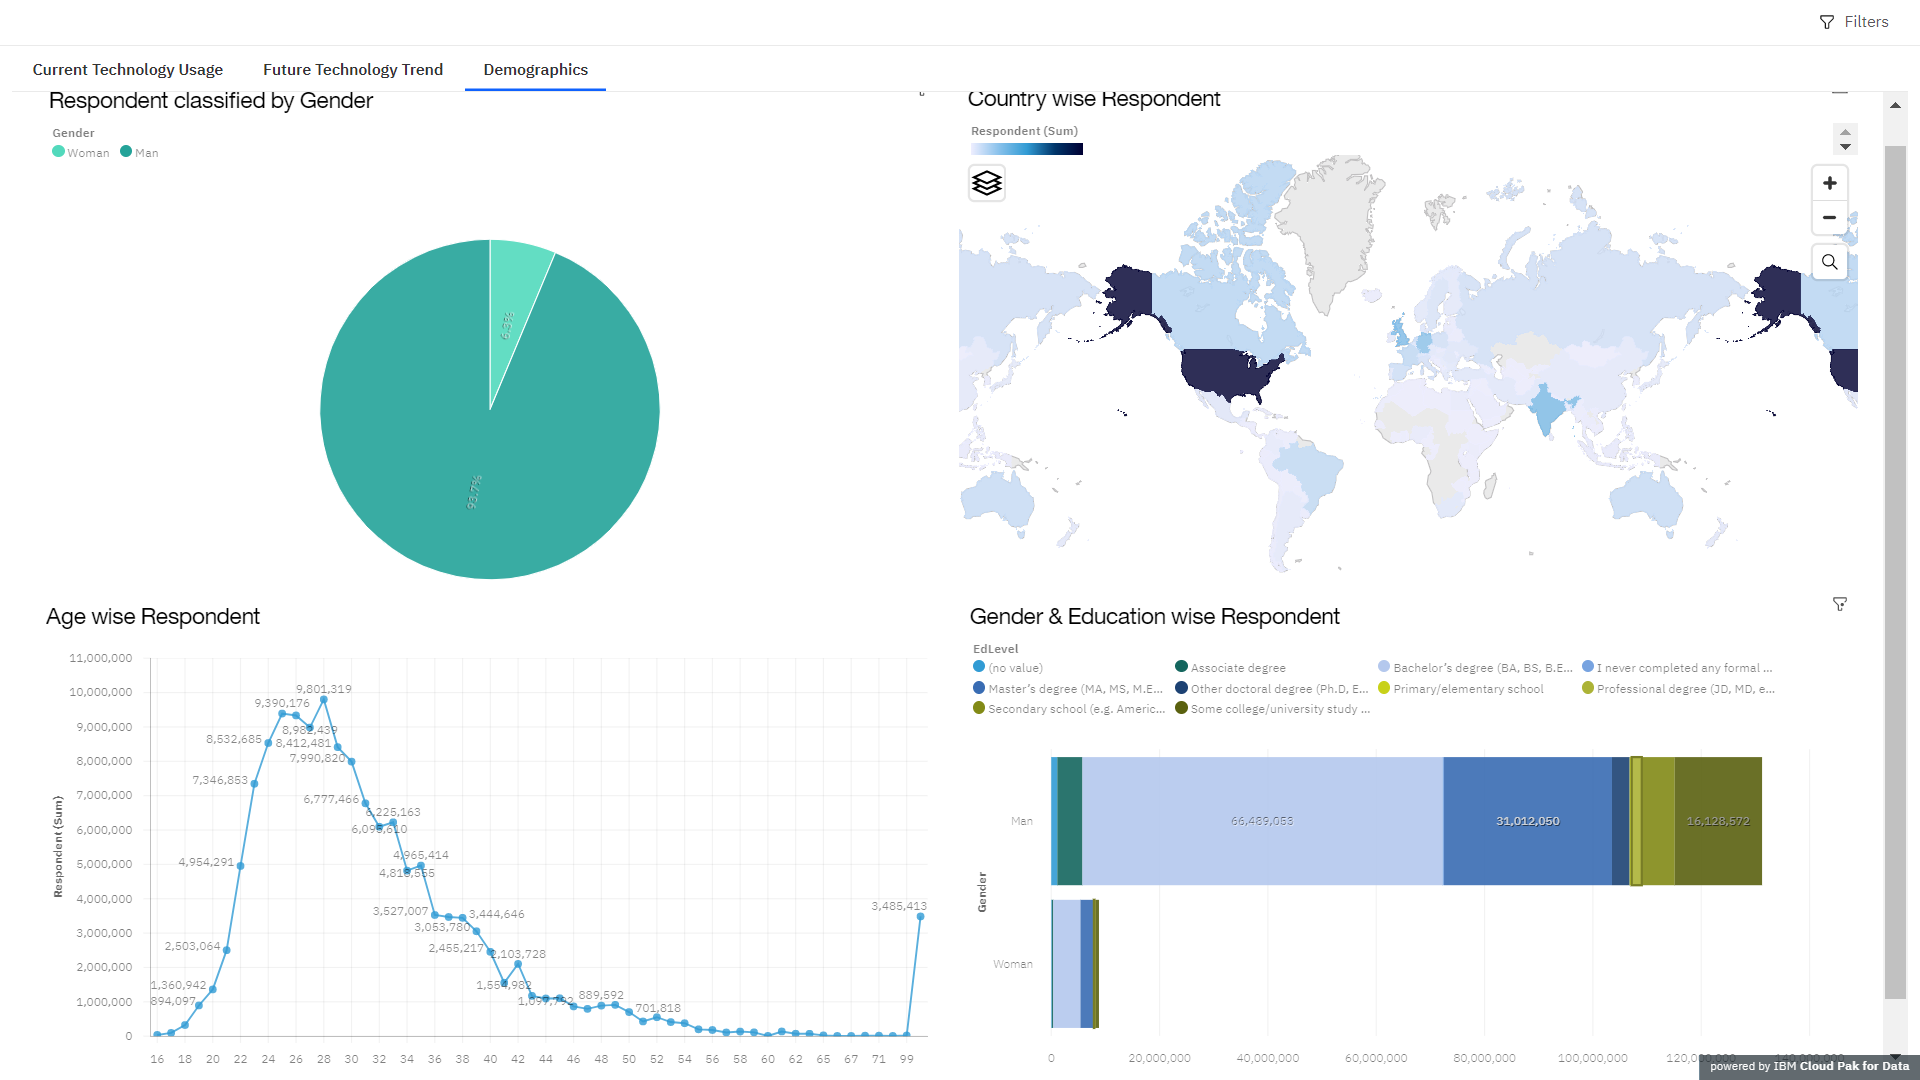 Filters
Current Technology Usage
Future Technology Trend
Demographics
Respondent classified by Gender
Gender
Woman
Man
6.3%
93.7%
Country wise Respondent
Respondent (Sum)
Age wise Respondent
Respondent (Sum)
11,000,000
10,000,000
9,000,000
8,000,000
7,000,000
6,000,000
5,000,000
4,000,000
3,000,000
2,000,000
1,000,000
0
894,097
1,360,942
2,503,064
4,954,291
7,346,853
8,532,685
9,390,176
8,982,439
9,801,319
8,412,481
7,990,820
6,777,466
6,225,163
4,965,414
3,527,007
3,444,646
3,053,780
2,455,217
2,103,728
1,097,792
889,592
701,818
3,485,413
16 18 20 22 24 26 28 30 32 34 36 38 40 42 44 46 48 50 52 54 56 58 60 62 65 67 71 99
Gender & Education wise Respondent
EdLevel
(no value)
Associate degree
Bachelor’s degree (BA, BS, B.E...
I never completed any formal ...
Master’s degree (MA, MS, M.E...
Other doctoral degree (Ph.D, E...
Primary/elementary school
Professional degree (JD, MD, e...
Secondary school (e.g. Americ...
Some college/university study ...
Gender
Man
66,489,053
31,012,050
16,128,572
Woman
0 20,000,000 40,000,000 60,000,000 80,000,000 100,000,000 120,000,000 140,000,000
powered by IBM Cloud Pak for Data